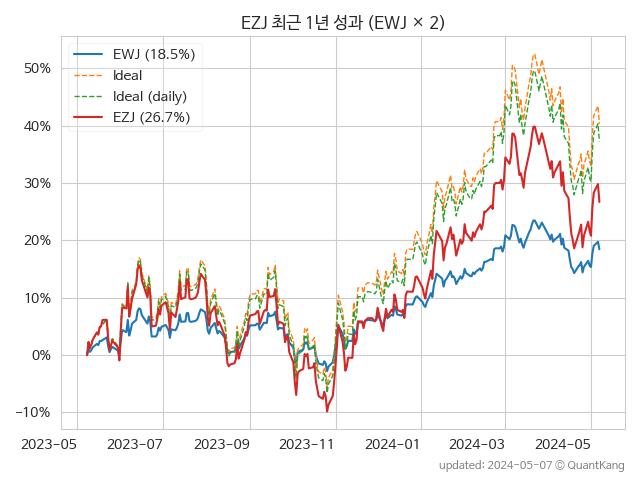 EZJ 최근 1년 성과 (EWJ × 2)
EWJ (18.5%)
Ideal
Ideal (daily)
EZJ (26.7%)
50%
40%
30%
20%
10%
0%
−10%
2023-05 2023-07 2023-09 2023-11 2024-01 2024-03 2024-05
updated: 2024-05-07 © QuantKang